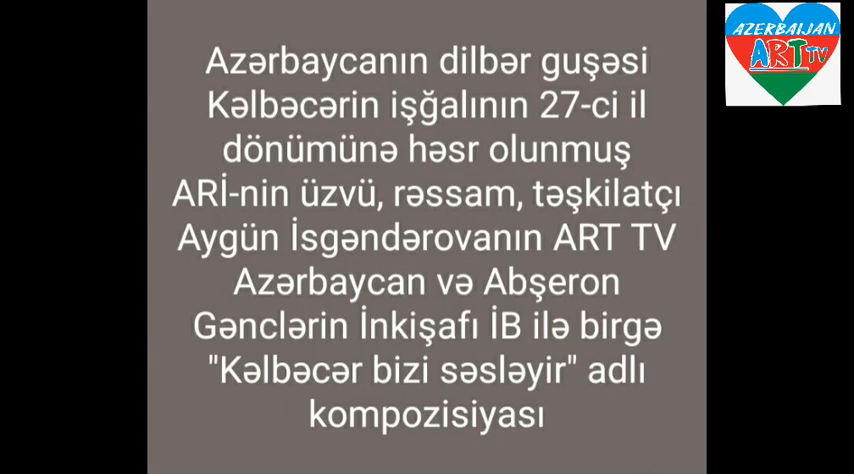 Azərbaycanın dilbər guşəsi
Kəlbəcərin işğalının 27-ci il
dönümünə həsr olunmuş
ARİ-nin üzvü, rəssam, təşkilatçı
Aygün İsgəndərovanın ART TV
Azərbaycan və Abşeron
Gənclərin İnkişafı İB ilə birgə
"Kəlbəcər bizi səsləyir" adlı
kompozisiyası
AZERBAIJAN
ART TV